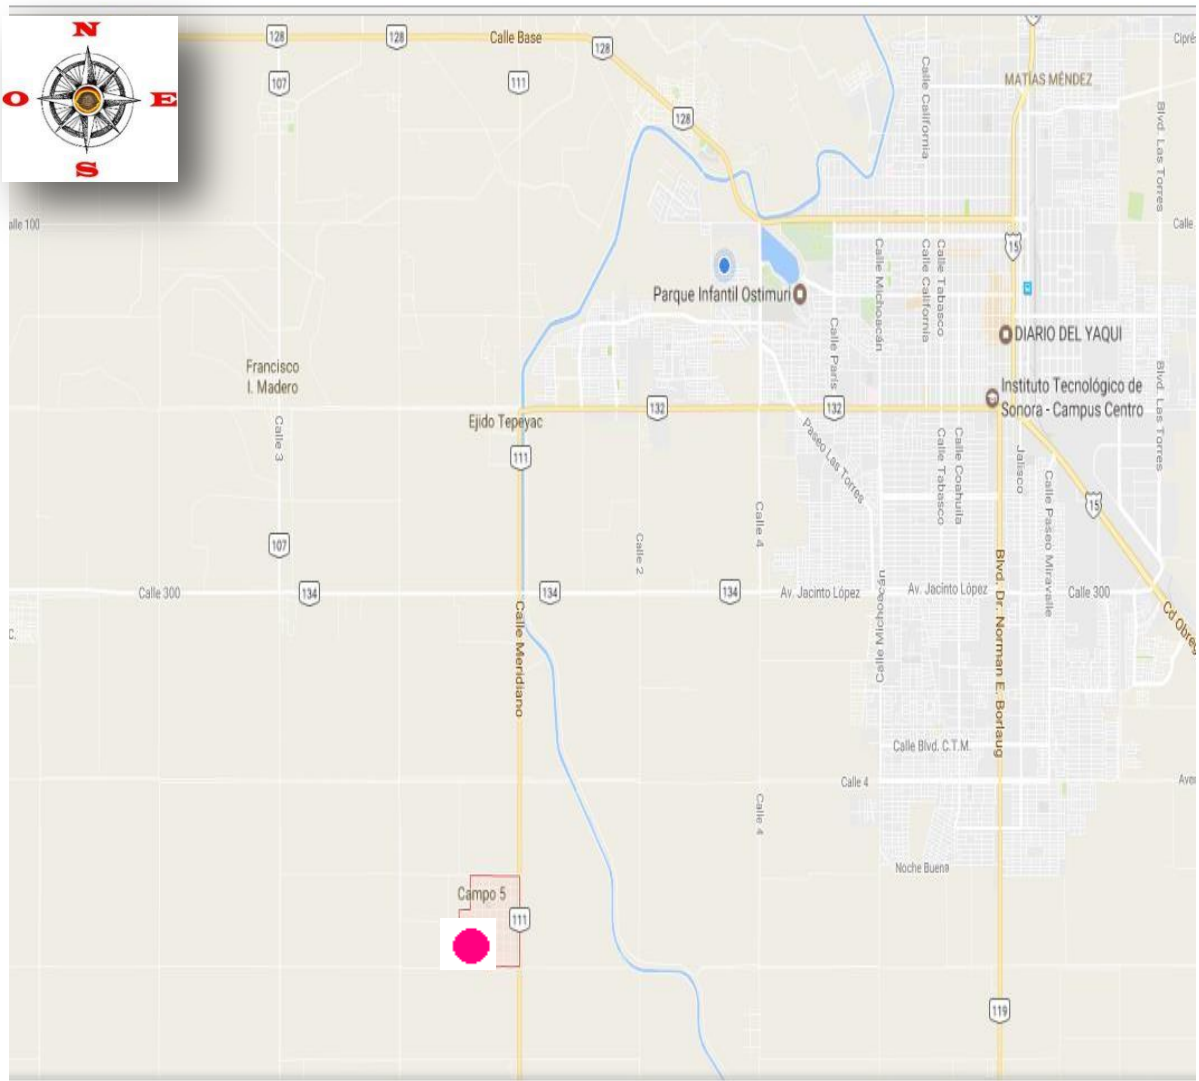 N
O
E
S
128
128
Calle Base
128
107
111
128
MATÍAS MÉNDEZ
Calle California
Blvd. Las Torres
15
Parque Infantil Ostimuri
Calle Michoacán
Calle California
Calle Tabasco
DIARIO DEL YAQUI
Calle París
Francisco
I. Madero
Instituto Tecnológico de
Sonora - Campus Centro
Blvd. Las Torres
132
132
Ejido Tepeyac
Calle 3
111
Paseo Las Torres
Calle Tabasco
Calle Coahuila
Jalisco
Calle Paseo Miravalle
15
Calle 4
107
Calle 2
Calle 300
134
134
134
Av. Jacinto López
Av. Jacinto López
Calle 300
Calle Michoacán
Blvd. Dr. Norman E. Borlaug
Calle Meridiano
Calle Blvd. C.T.M.
Calle 4
Calle 4
Noche Buena
Campo 5
111
119